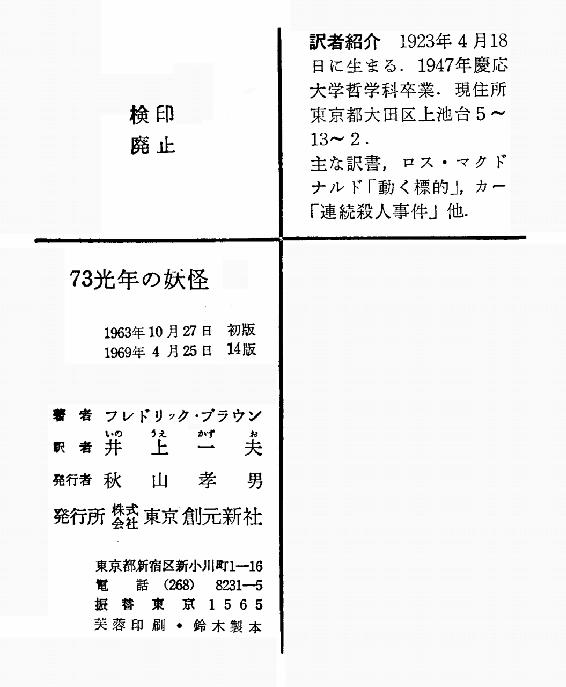 検印
廃止
訳者紹介 1923年4月18
日に生まる．1947年慶応
大学哲学科卒業．現住所
東京都大田区上池台5～
13～2．
主な訳書，ロス・マクド
ナルド「動く標的」，カー
「連続殺人事件」他．
73光年の妖怪
1963年10月27日 初版
1969年4月25日 14版
著者 フレドリック・ブラウン
いの うえ かず お
訳者 井上一夫
発行者 秋山孝男
発行所 株式会社 東京創元新社
東京都新宿区新小川町1—16
電話 (268) 8231—5
振替東京1565
芙蓉印刷・鈴木製本